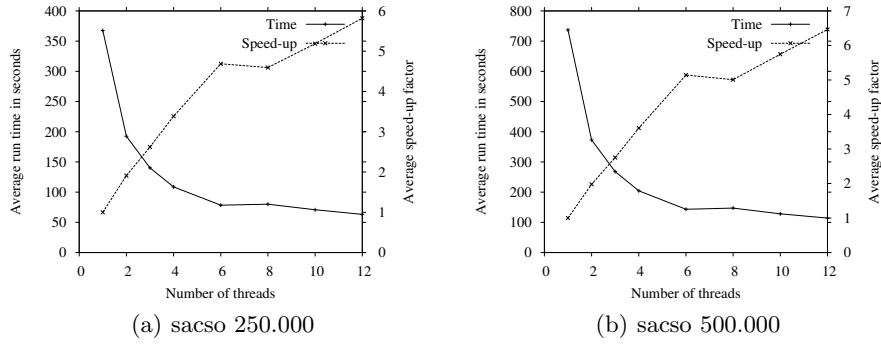 400
350
300
250
200
150
100
50
0
Average run time in seconds
Time
Speed-up
6
5
4
3
2
1
0
Average speed-up factor
0 2 4 6 8 10 12
Number of threads
(a) sacso 250.000
800
700
600
500
400
300
200
100
0
Average run time in seconds
Time
Speed-up
7
6
5
4
3
2
1
0
Average speed-up factor
0 2 4 6 8 10 12
Number of threads
(b) sacso 500.000